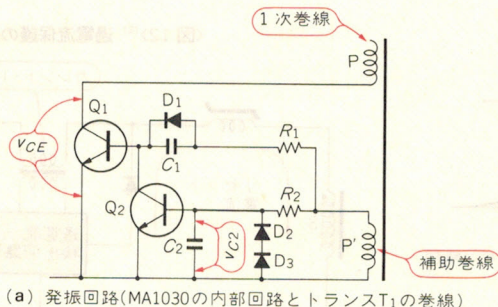 1次巻線
P
Q1
D1
C1
R1
vCE
Q2
R2
C2
vC2
D2
D3
P'
補助巻線
(a) 発振回路(MA1030の内部回路とトランスT1の巻線)